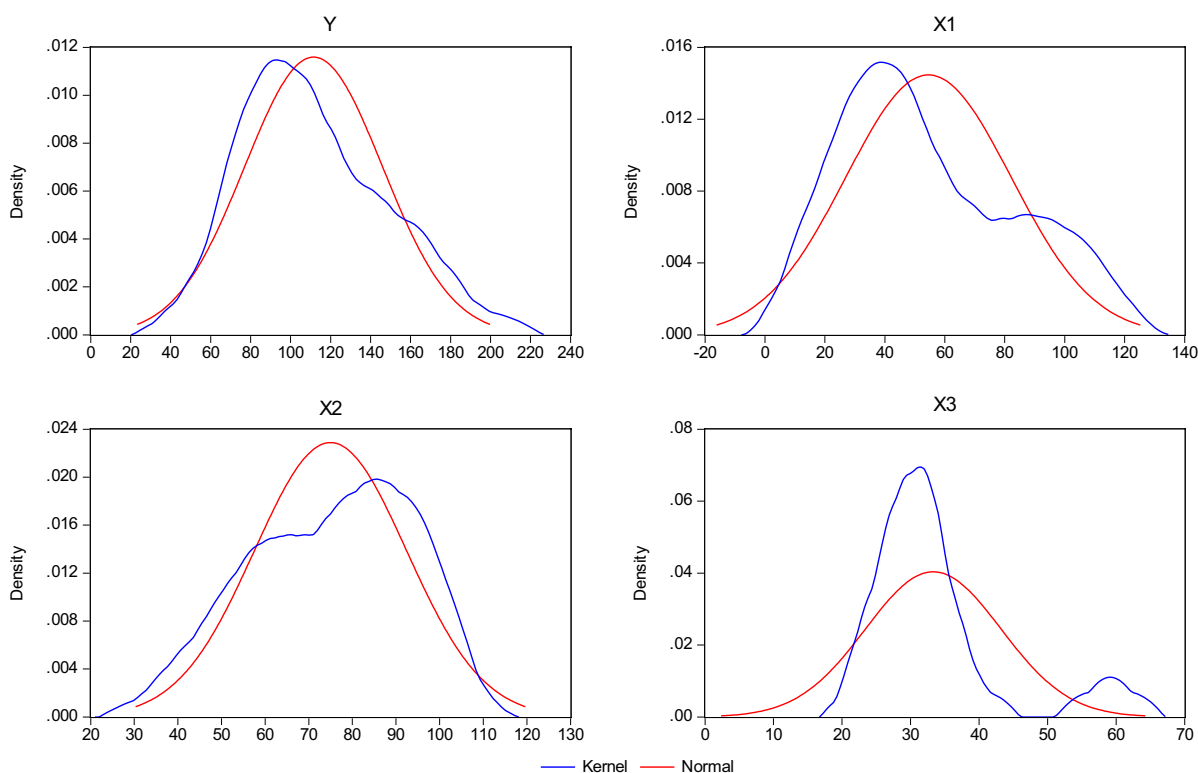 Y
.012
.010
.008
.006
.004
.002
.000
Density
0 20 40 60 80 100 120 140 160 180 200 220 240
X1
.016
.012
.008
.004
.000
Density
-20 0 20 40 60 80 100 120 140
X2
.024
.020
.016
.012
.008
.004
.000
Density
20 30 40 50 60 70 80 90 100 110 120 130
X3
.08
.06
.04
.02
.00
Density
0 10 20 30 40 50 60 70
Kernel Normal